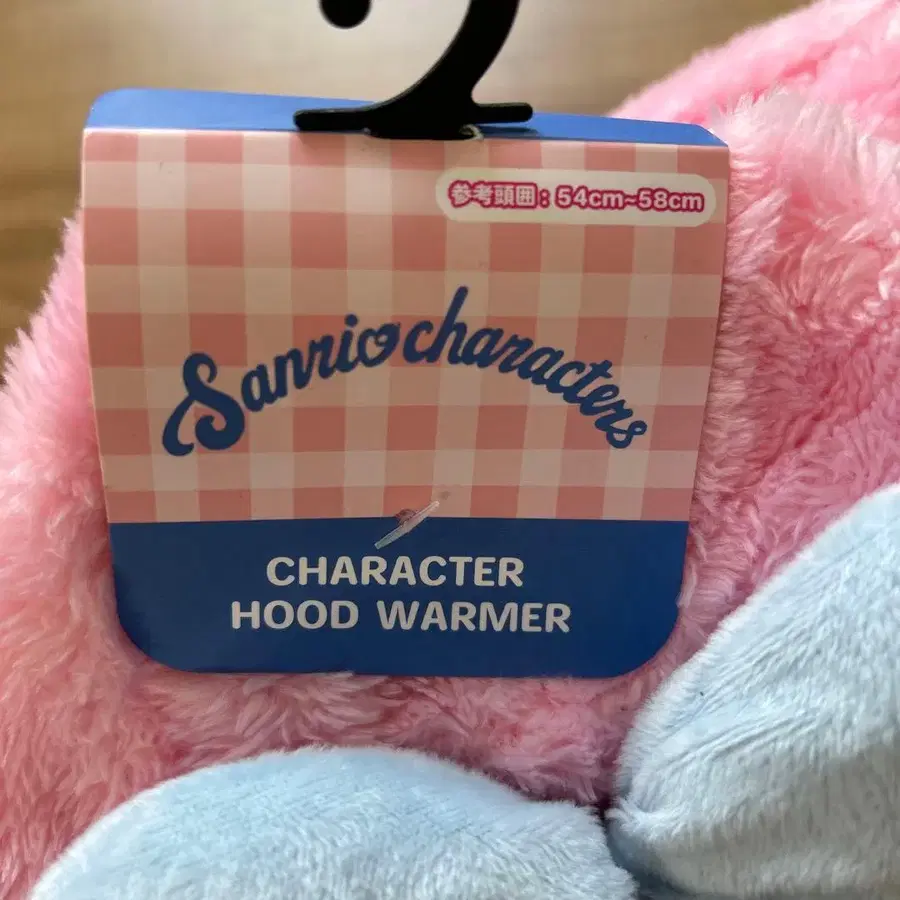 参考頭囲：54cm~58cm
Sanrio characters
CHARACTER
HOOD WARMER